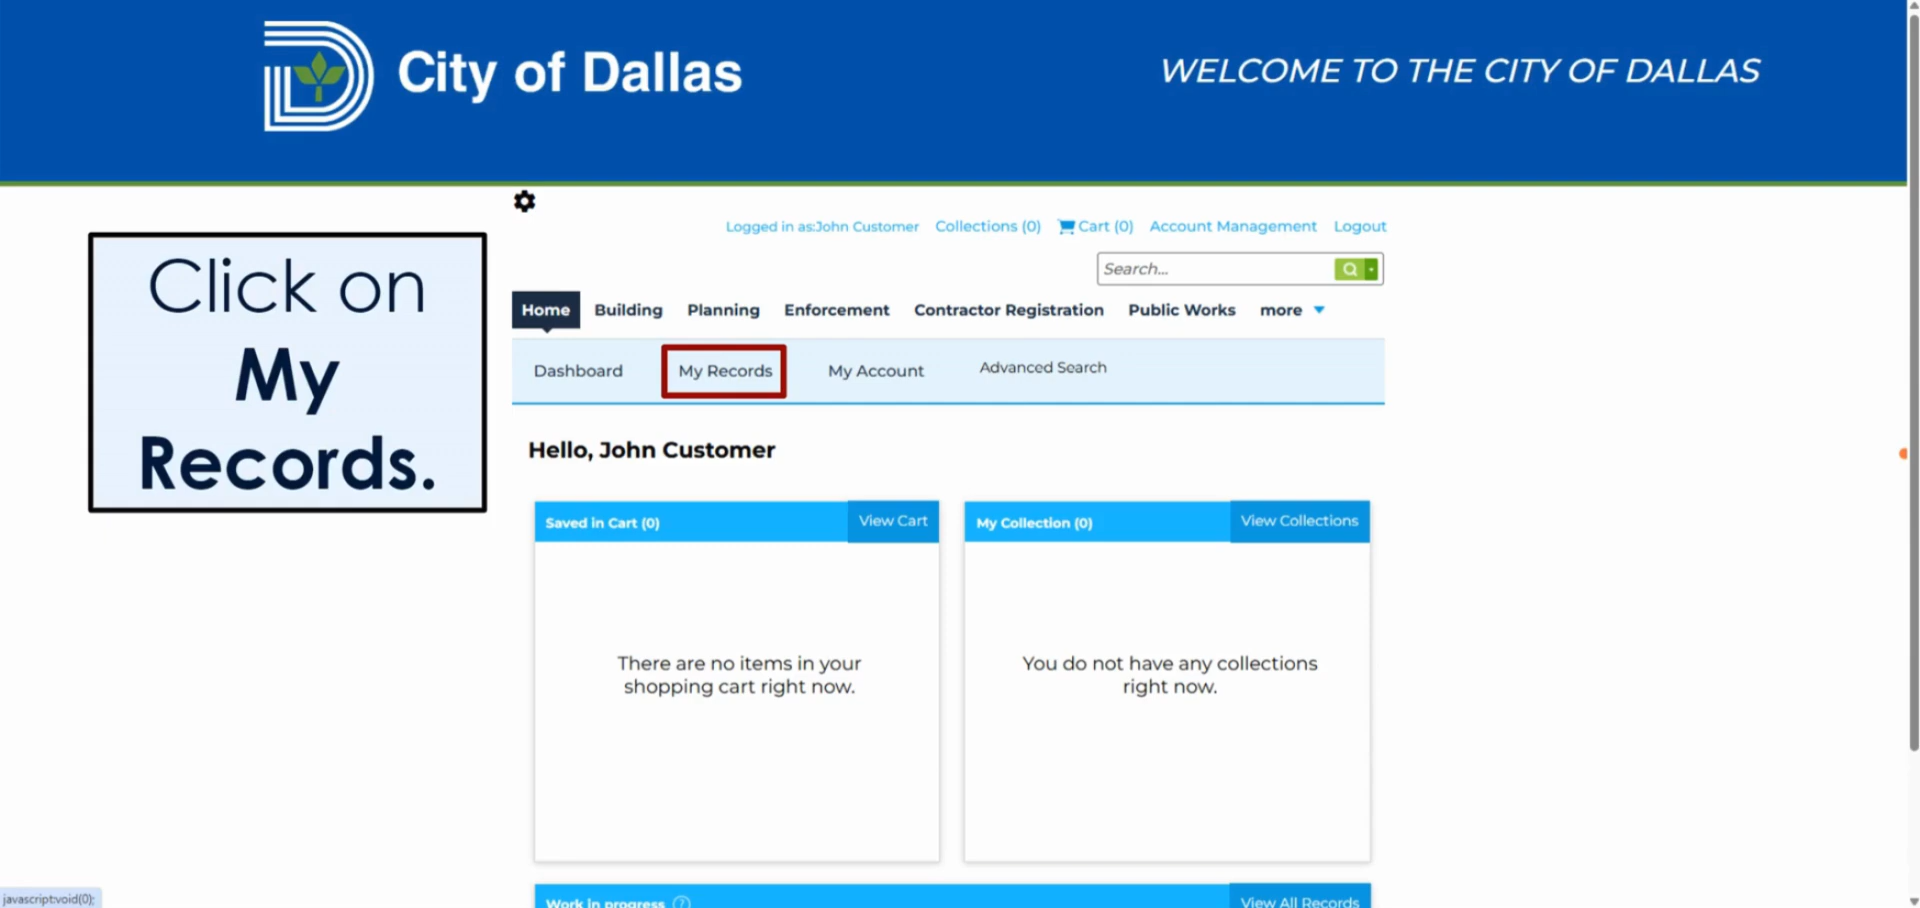 City of Dallas
WELCOME TO THE CITY OF DALLAS
Logged in as:John Customer Collections (0) Cart (0) Account Management Logout
Search...
Click on
My
Records.
Home Building Planning Enforcement Contractor Registration Public Works more
Dashboard My Records My Account Advanced Search
Hello, John Customer
Saved in Cart (0) View Cart
My Collection (0) View Collections
There are no items in your
shopping cart right now.
You do not have any collections
right now.
Work in progress ? View All Records
javascript:void(0);